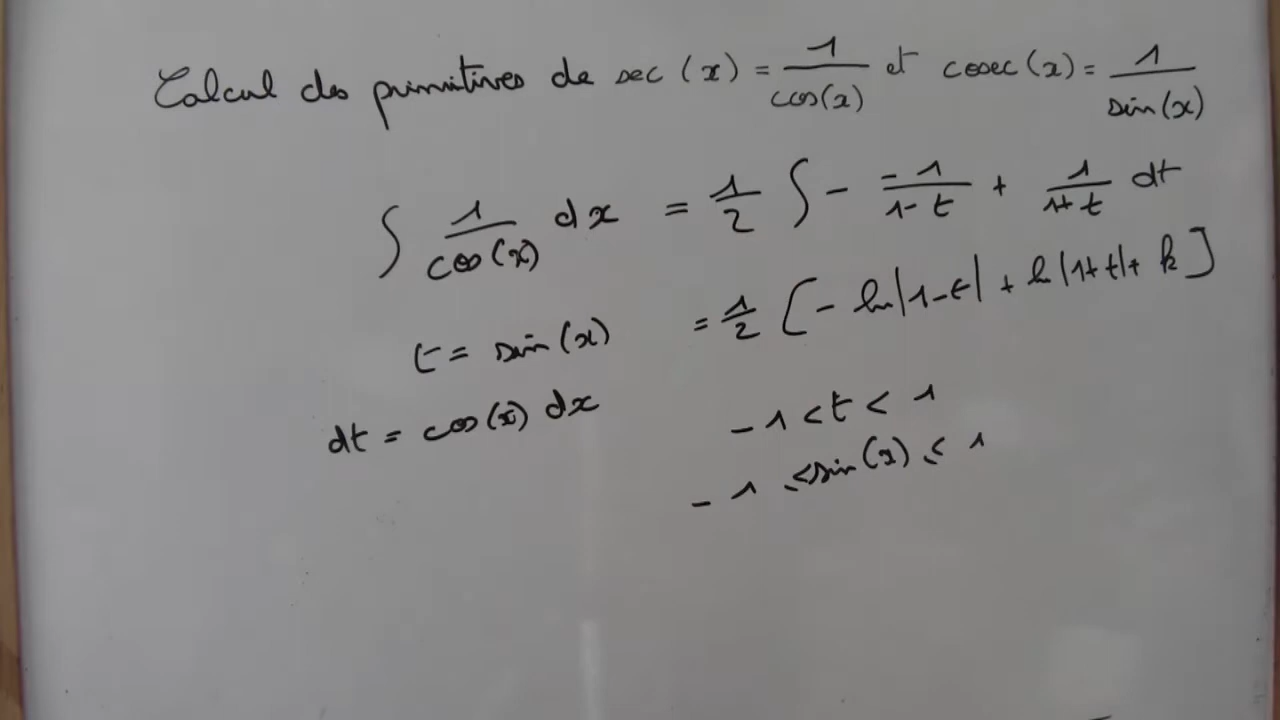 Calcul des primitives de sec(x) = 1/cos(x) et cosec(x) = 1/sin(x)
∫ 1/cos(x) dx = 1/2 ∫ - -1/1-t + 1/1+t dt
= 1/2 [- ln|1-t| + ln|1+t| + k]
t = sin(x)
dt = cos(x) dx
-1 < t < 1
-1 ≤ sin(x) ≤ 1